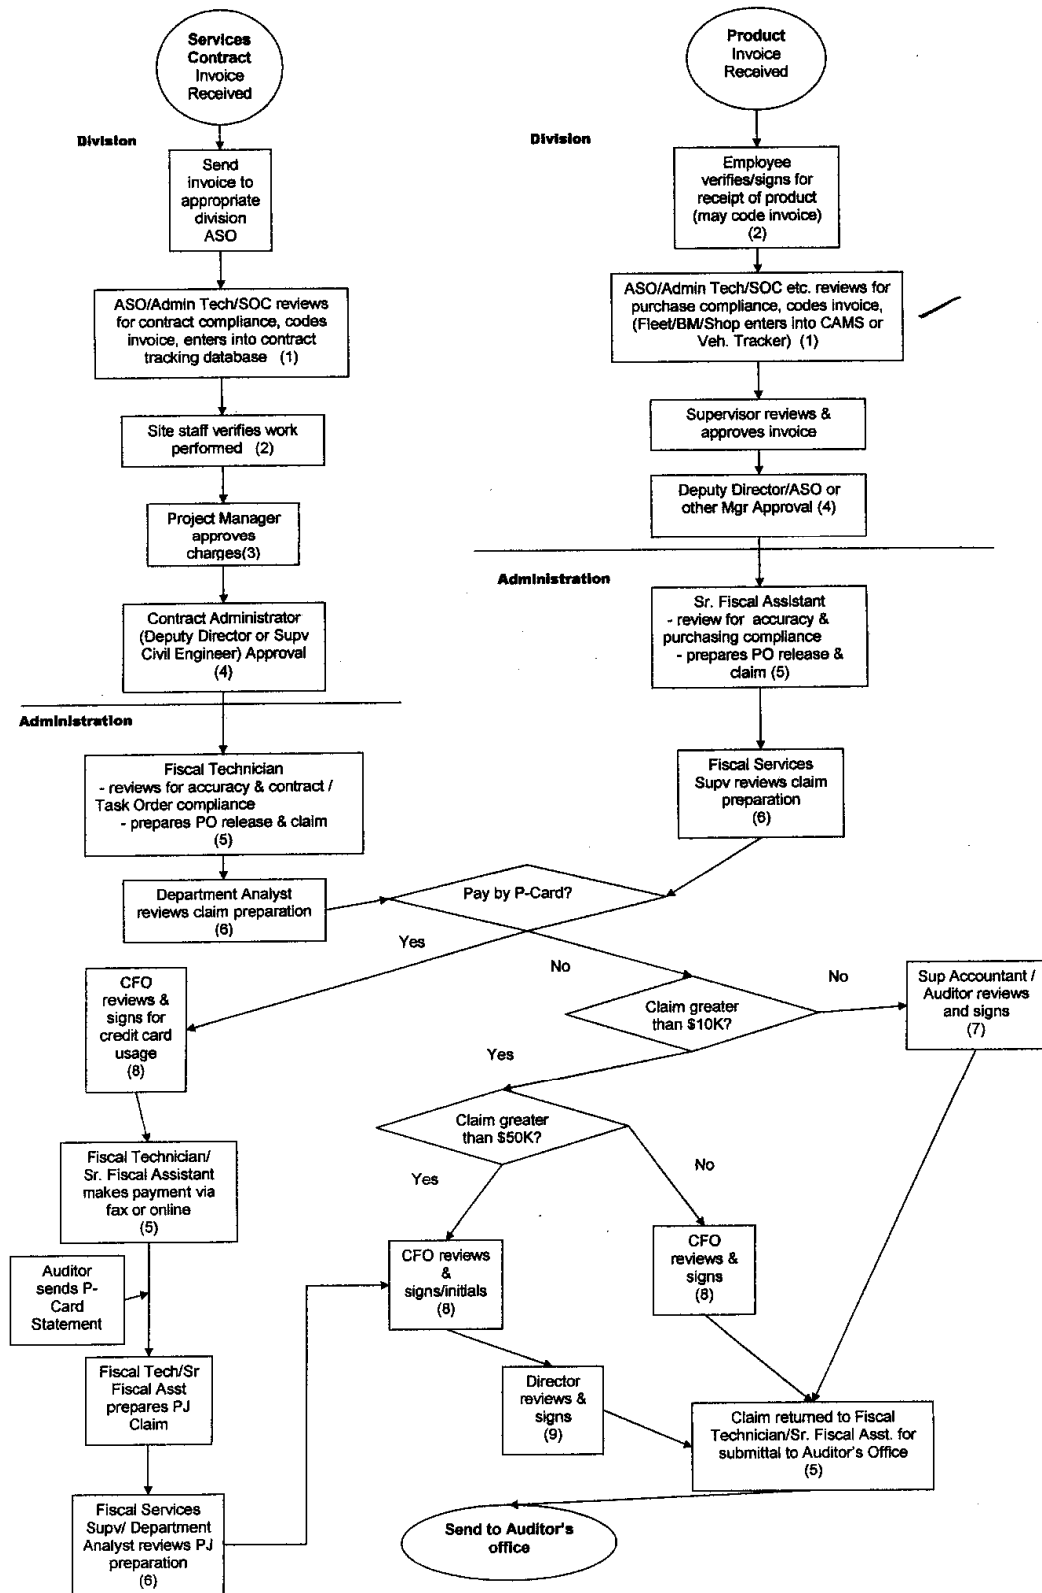 Services
Contract
Invoice
Received
Product
Invoice
Received
Division
Division
Send
invoice to
appropriate
division
ASO
Employee
verifies/signs for
receipt of product
(may code invoice)
(2)
ASO/Admin Tech/SOC reviews
for contract compliance, codes
invoice, enters into contract
tracking database (1)
ASO/Admin Tech/SOC etc. reviews for
purchase compliance, codes invoice,
(Fleet/BM/Shop enters into CAMS or
Veh. Tracker) (1)
Site staff verifies work
performed (2)
Supervisor reviews &
approves invoice
Project Manager
approves
charges(3)
Deputy Director/ASO or
other Mgr Approval (4)
Contract Administrator
(Deputy Director or Supv
Civil Engineer) Approval
(4)
Administration
Sr. Fiscal Assistant
- review for accuracy &
purchasing compliance
- prepares PO release &
claim (5)
Administration
Fiscal Technician
- reviews for accuracy & contract /
Task Order compliance
- prepares PO release & claim
(5)
Fiscal Services
Supv reviews claim
preparation
(6)
Department Analyst
reviews claim preparation
(6)
Pay by P-Card?
Yes
No
No
CFO
reviews &
signs for
credit card
usage
(8)
Claim greater
than $10K?
Sup Accountant /
Auditor reviews
and signs
(7)
Yes
Claim greater
than $50K?
Yes
No
Fiscal Technician/
Sr. Fiscal Assistant
makes payment via
fax or online
(5)
Auditor
sends P-
Card
Statement
CFO reviews
&
signs/initials
(8)
CFO
reviews &
signs
(8)
Fiscal Tech/Sr
Fiscal Asst
prepares PJ
Claim
Director
reviews &
signs
(9)
Claim returned to Fiscal
Technician/Sr. Fiscal Asst. for
submittal to Auditor's Office
(5)
Fiscal Services
Supv/ Department
Analyst reviews PJ
preparation
(6)
Send to Auditor's
office